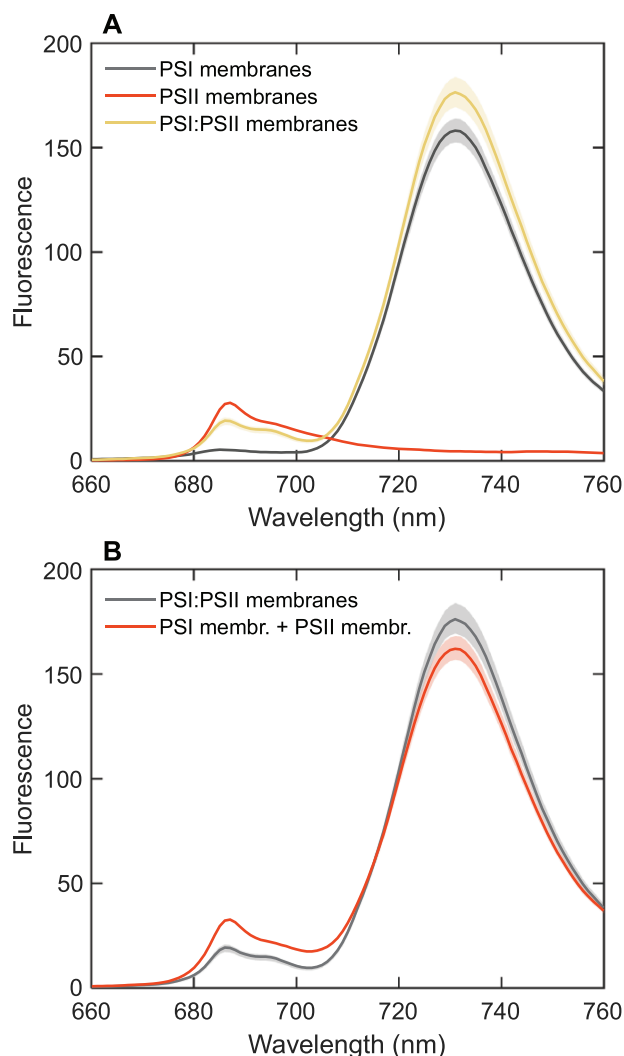 A
200
PSI membranes
PSII membranes
PSI:PSII membranes
150
100
50
0
Fluorescence
660 680 700 720 740 760
Wavelength (nm)
B
200
PSI:PSII membranes
PSI membr. + PSII membr.
150
100
50
0
Fluorescence
660 680 700 720 740 760
Wavelength (nm)